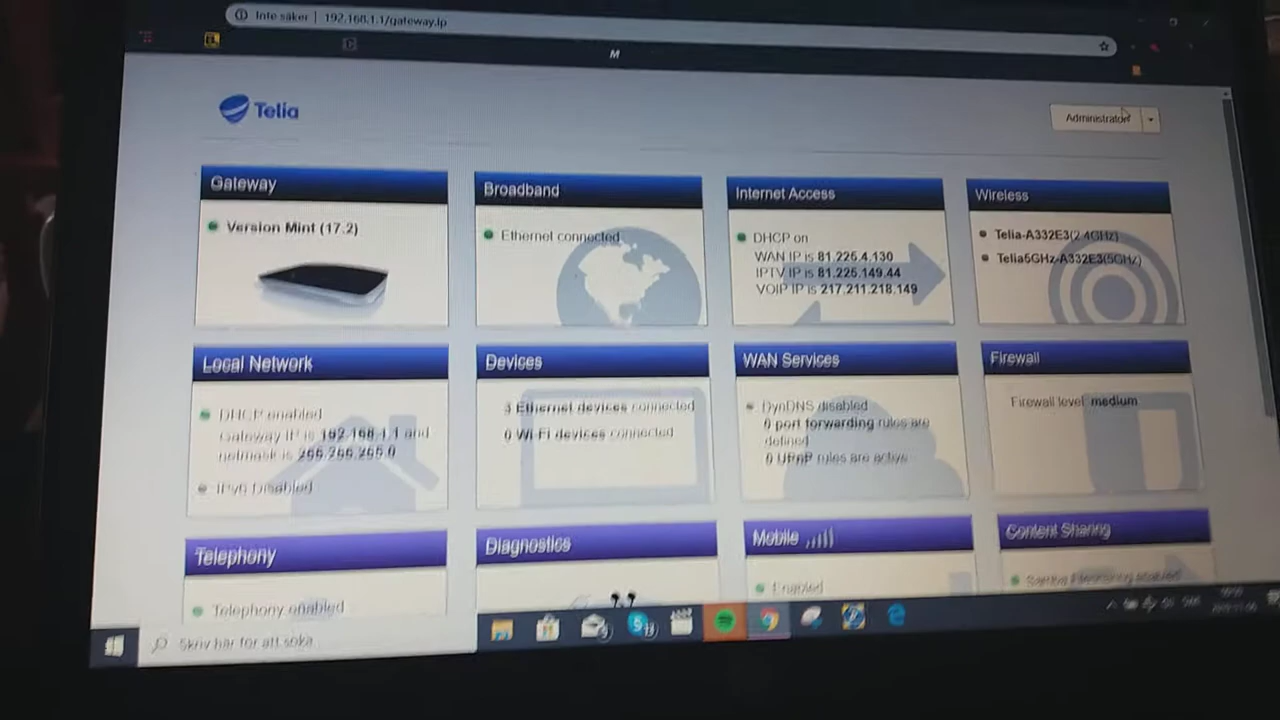 Inte säker | 192.168.1.1/gateway.lp
M
Telia
Administrator
Gateway
Version Mint (17.2)
Broadband
Ethernet connected
Internet Access
DHCP on
WAN IP is 81.225.4.130
IPTV IP is 81.225.149.44
VOIP IP is 217.211.218.149
Wireless
Telia-A332E3(2.4GHz)
Telia5GHz-A332E3(5GHz)
Local Network
DHCP enabled
Gateway IP is 192.168.1.1 and
netmask is 255.255.255.0
IPv6 Disabled
Devices
3 Ethernet devices connected
0 Wi-Fi devices connected
WAN Services
DynDNS disabled
0 port forwarding rules are
defined
0 UPnP rules are active
Firewall
Firewall level: medium
Telephony
Telephony enabled
Diagnostics
Mobile
Enabled
Content Sharing
Skriv här för att söka